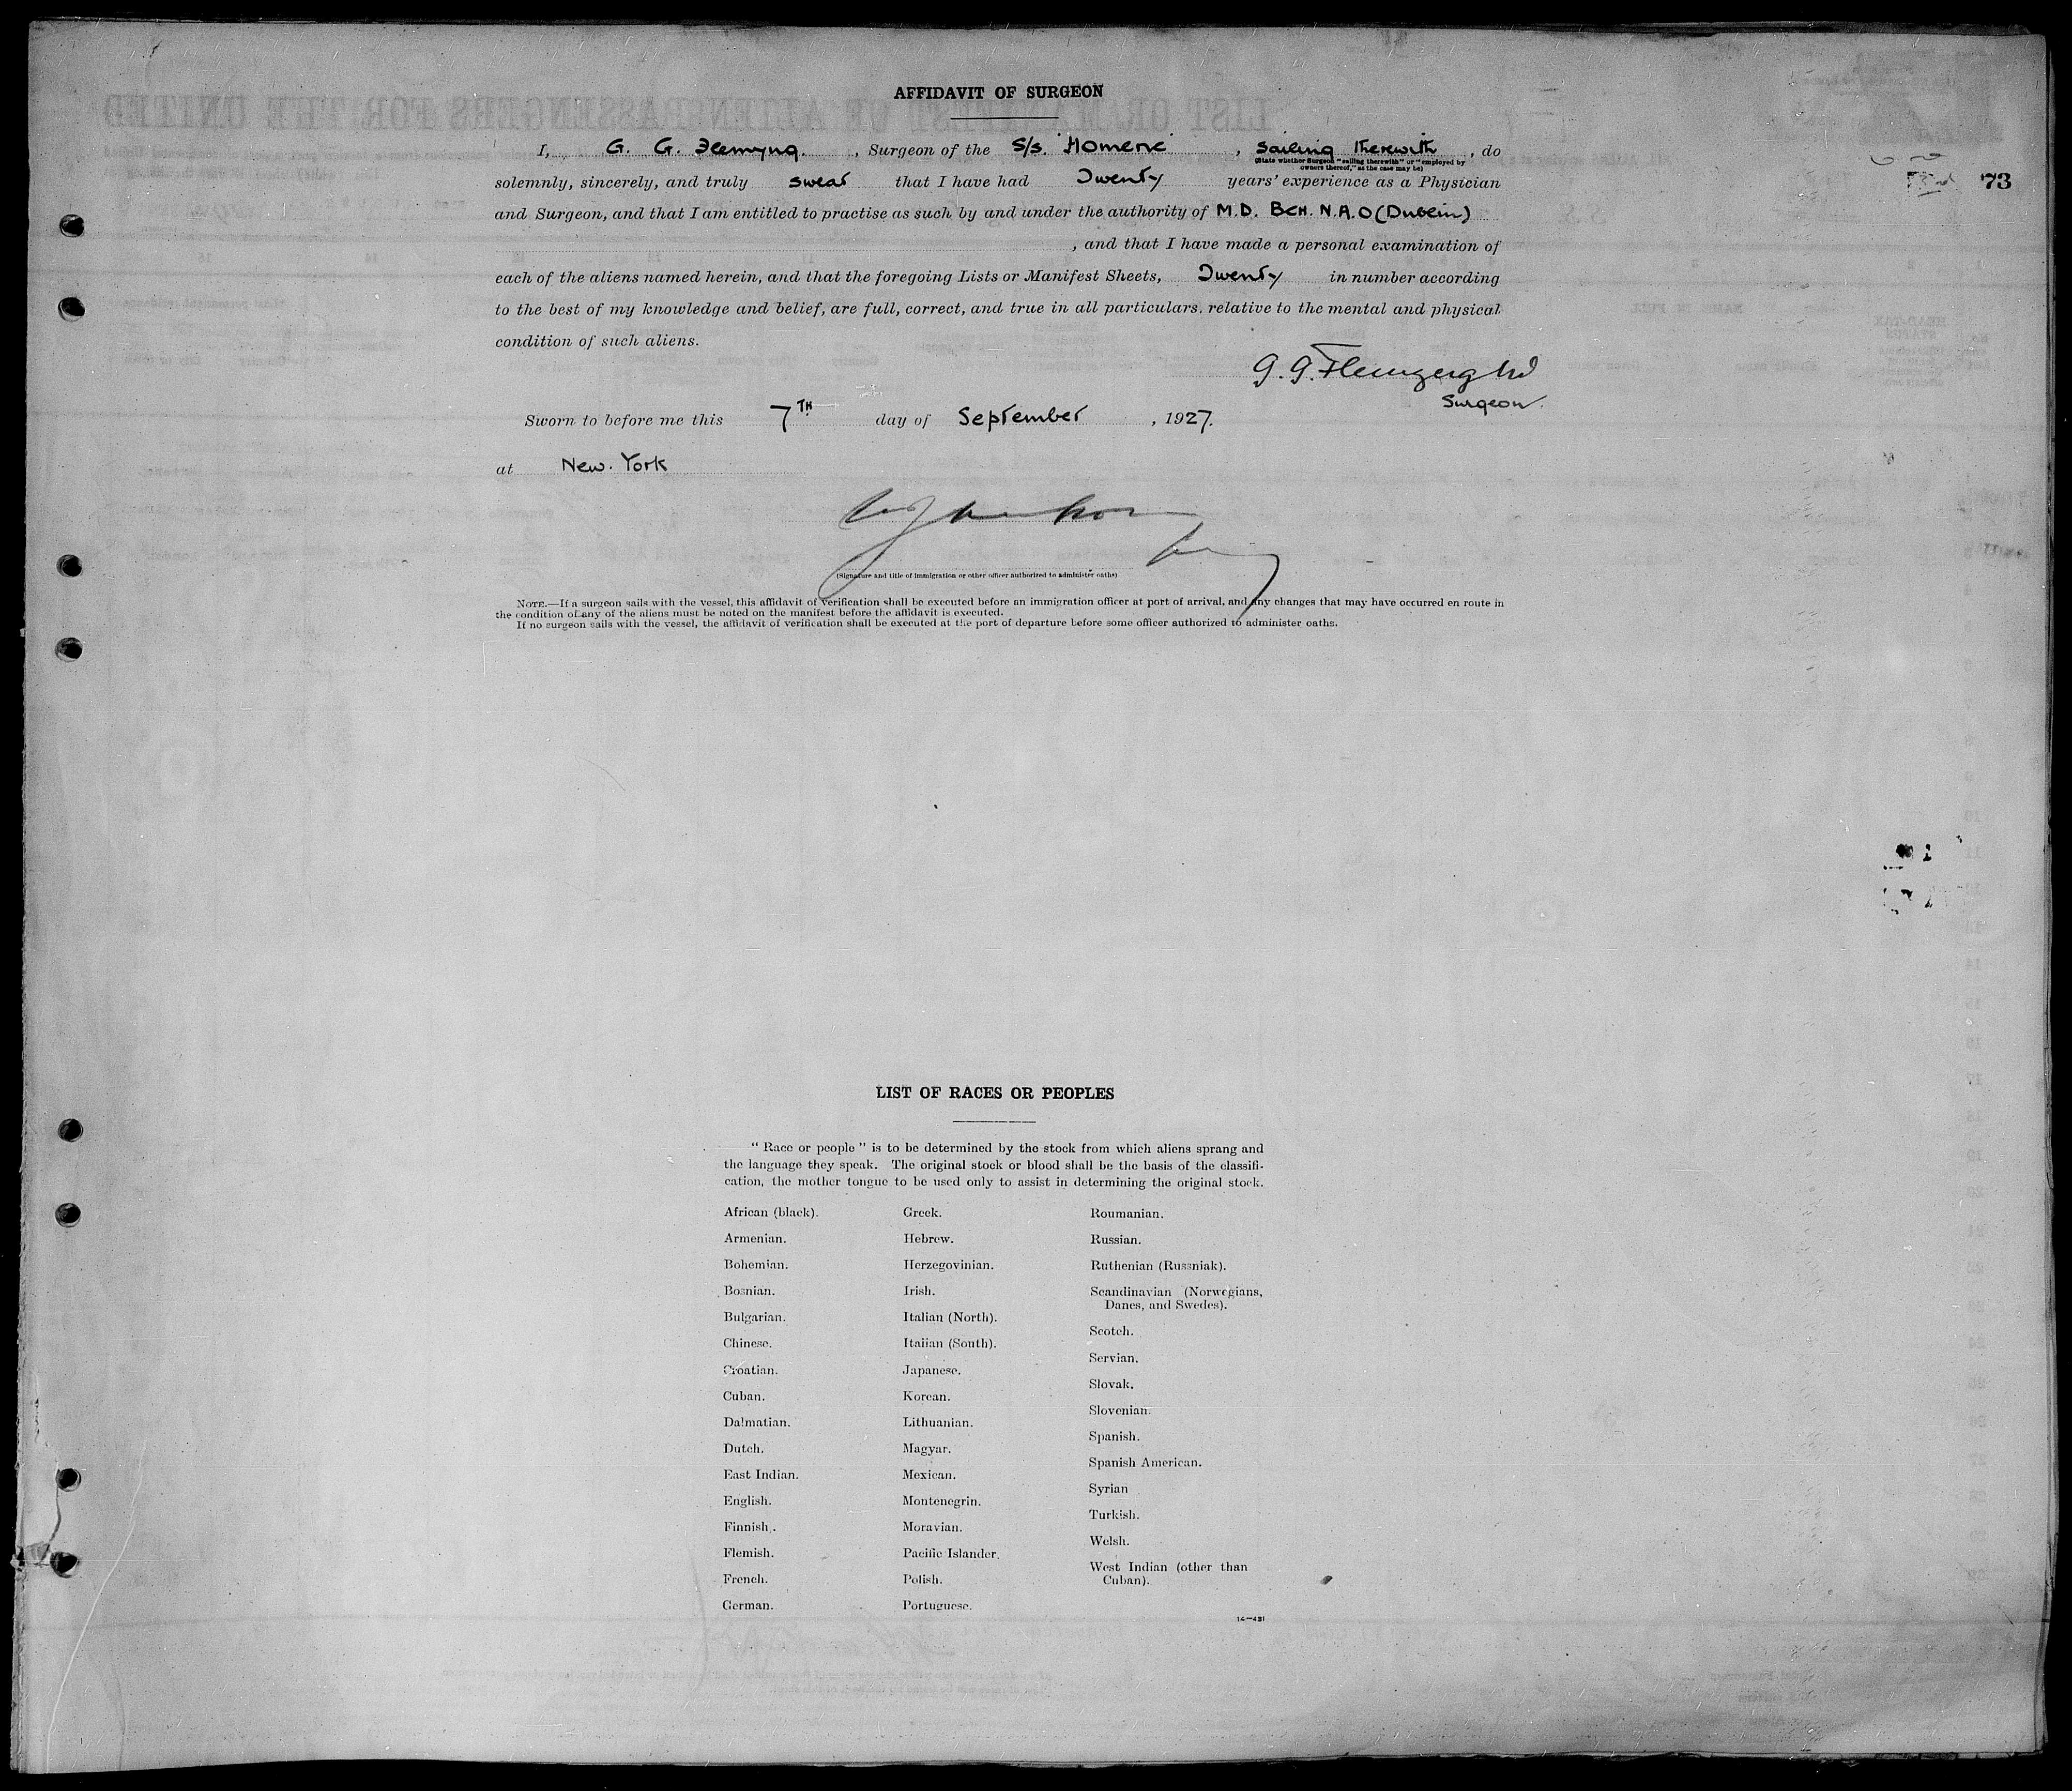 AFFIDAVIT OF SURGEON
I, G. G. Flemyng. , Surgeon of the S/s. "Homeric" , sailing therewith , do
(State whether Surgeon "sailing therewith" or "employed by
owners thereof," as the case may be)
73
solemnly, sincerely, and truly swear that I have had Twenty years' experience as a Physician
and Surgeon, and that I am entitled to practise as such by and under the authority of M.D. BCH. N.A.O (Dublin)
, and that I have made a personal examination of
each of the aliens named herein, and that the foregoing Lists or Manifest Sheets, Twenty in number according
to the best of my knowledge and belief, are full, correct, and true in all particulars, relative to the mental and physical
condition of such aliens.
G. G. Flemyng MD
Surgeon.
Sworn to before me this 7TH day of September , 1927.
at New. York
(Signature and title of immigration or other officer authorized to administer oaths)
NOTE.—If a surgeon sails with the vessel, this affidavit of verification shall be executed before an immigration officer at port of arrival, and any changes that may have occurred en route in
the condition of any of the aliens must be noted on the manifest before the affidavit is executed.
If no surgeon sails with the vessel, the affidavit of verification shall be executed at the port of departure before some officer authorized to administer oaths.
LIST OF RACES OR PEOPLES
"Race or people" is to be determined by the stock from which aliens sprang and
the language they speak. The original stock or blood shall be the basis of the classifi-
cation, the mother tongue to be used only to assist in determining the original stock.
African (black).
Armenian.
Bohemian.
Bosnian.
Bulgarian.
Chinese.
Croatian.
Cuban.
Dalmatian.
Dutch.
East Indian.
English.
Finnish.
Flemish.
French.
German.
Greek.
Hebrew.
Herzegovinian.
Irish.
Italian (North).
Italian (South).
Japanese.
Korean.
Lithuanian.
Magyar.
Mexican.
Montenegrin.
Moravian.
Pacific Islander.
Polish.
Portuguese.
Roumanian.
Russian.
Ruthenian (Russniak).
Scandinavian (Norwegians,
Danes, and Swedes).
Scotch.
Servian.
Slovak.
Slovenian.
Spanish.
Spanish American.
Syrian
Turkish.
Welsh.
West Indian (other than
Cuban).
14—431